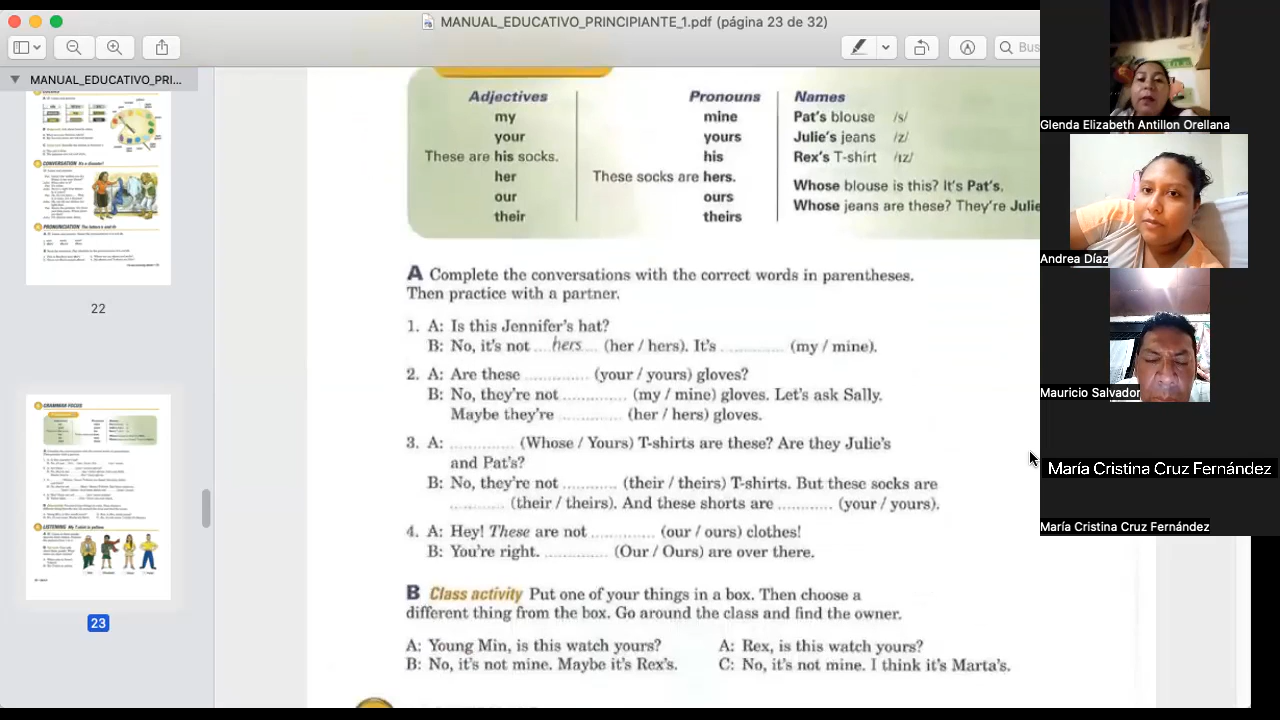 MANUAL_EDUCATIVO_PRINCIPIANTE_1.pdf (página 23 de 32)
Bus
MANUAL_EDUCATIVO_PRI...
22
23
Adjectives Pronouns Names
my mine Pat's blouse /s/
your yours Julie's jeans /z/
These are his socks. his Rex's T-shirt /ɪz/
her These socks are hers. Whose blouse is this? It's Pat's.
our ours Whose jeans are these? They're Julie
their theirs
A Complete the conversations with the correct words in parentheses.
Then practice with a partner.
1. A: Is this Jennifer's hat?
B: No, it's not ....hers.... (her / hers). It's ............ (my / mine).
2. A: Are these ............ (your / yours) gloves?
B: No, they're not ............ (my / mine) gloves. Let's ask Sally.
Maybe they're ............ (her / hers) gloves.
3. A: ............ (Whose / Yours) T-shirts are these? Are they Julie's
and Pat's?
B: No, they're not ............ (their / theirs) T-shirts. But these socks are
............ (their / theirs). And these shorts are ............ (your / yours).
4. A: Hey! These are not ............ (our / ours) clothes!
B: You're right. ............ (Our / Ours) are over there.
B Class activity Put one of your things in a box. Then choose a
different thing from the box. Go around the class and find the owner.
A: Young Min, is this watch yours? A: Rex, is this watch yours?
B: No, it's not mine. Maybe it's Rex's. C: No, it's not mine. I think it's Marta's.
Glenda Elizabeth Antillon Orellana
Andrea Díaz
Mauricio Salvador
María Cristina Cruz Fernández
María Cristina Cruz Fernández